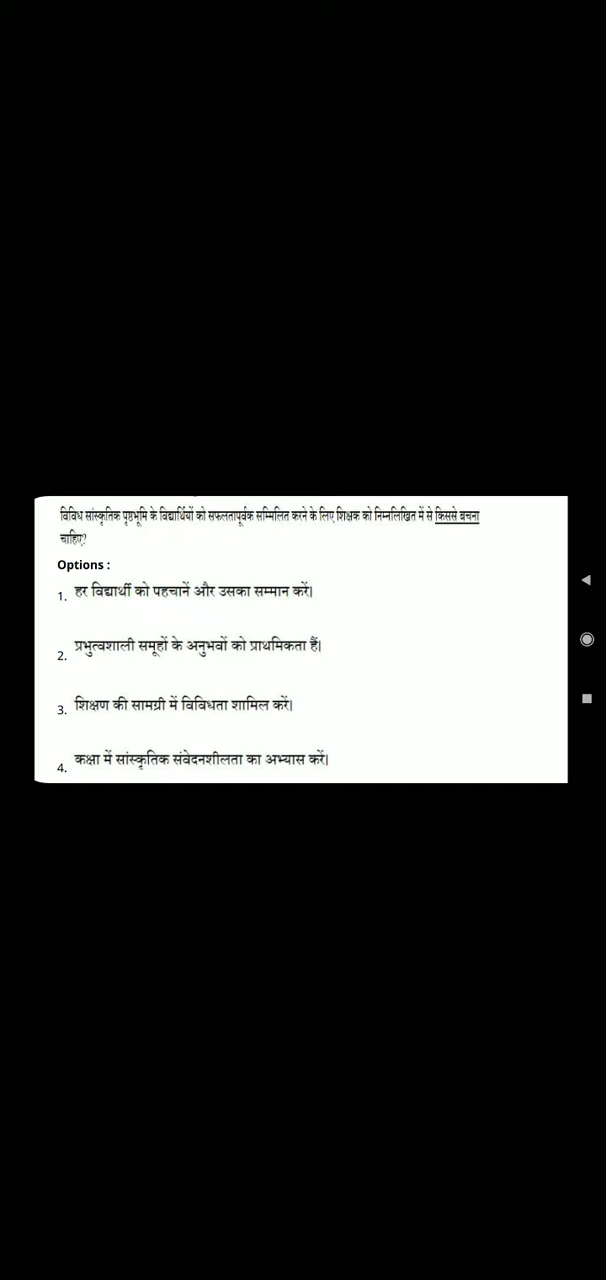 विविध सांस्कृतिक पृष्ठभूमि के विद्यार्थियों को सफलतापूर्वक सम्मिलित करने के लिए शिक्षक को निम्नलिखित में से किससे बचना
चाहिए?
Options :
1. हर विद्यार्थी को पहचानें और उसका सम्मान करें।
2. प्रभुत्वशाली समूहों के अनुभवों को प्राथमिकता हैं।
3. शिक्षण की सामग्री में विविधता शामिल करें।
4. कक्षा में सांस्कृतिक संवेदनशीलता का अभ्यास करें।